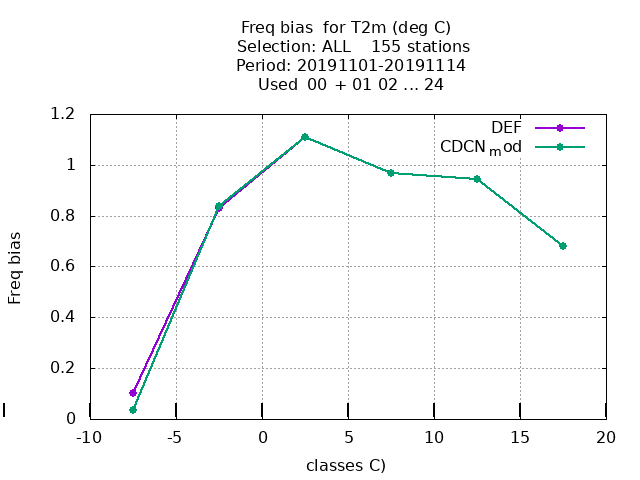 Freq bias for T2m (deg C)
Selection: ALL 155 stations
Period: 20191101-20191114
Used 00 + 01 02 ... 24
DEF
CDCNmod
1.2
1
0.8
0.6
0.4
0.2
0
Freq bias
-10 -5 0 5 10 15 20
classes C)